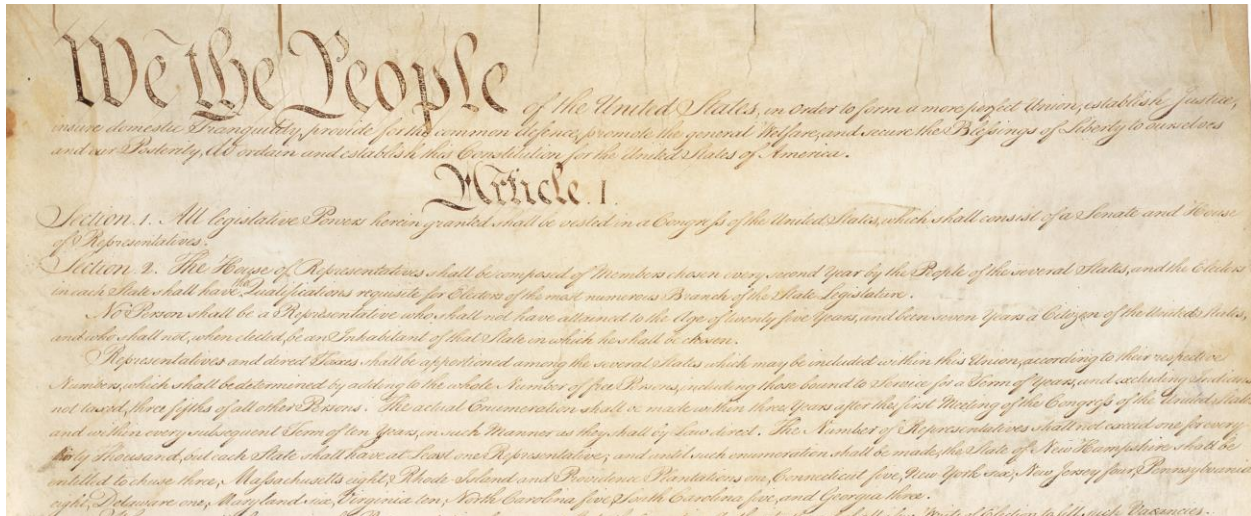 We the People of the United States, in Order to form a more perfect Union, establish Justice,
insure domestic Tranquility, provide for the common defence, promote the general Welfare, and secure the Blessings of Liberty to ourselves
and our Posterity, do ordain and establish this Constitution for the United States of America.
Article. I.
Section. 1. All legislative Powers herein granted shall be vested in a Congress of the United States, which shall consist of a Senate and House
of Representatives.
Section. 2. The House of Representatives shall be composed of Members chosen every second Year by the People of the several States, and the Electors
in each State shall have the Qualifications requisite for Electors of the most numerous Branch of the State Legislature.
No Person shall be a Representative who shall not have attained to the Age of twenty five Years, and been seven Years a Citizen of the United States,
and who shall not, when elected, be an Inhabitant of that State in which he shall be chosen.
Representatives and direct Taxes shall be apportioned among the several States which may be included within this Union, according to their respective
Numbers, which shall be determined by adding to the whole Number of free Persons, including those bound to Service for a Term of Years, and excluding Indians
not taxed, three fifths of all other Persons. The actual Enumeration shall be made within three Years after the first Meeting of the Congress of the United States,
and within every subsequent Term of ten Years, in such Manner as they shall by Law direct. The Number of Representatives shall not exceed one for every
thirty Thousand, but each State shall have at Least one Representative; and until such enumeration shall be made, the State of New Hampshire shall be
entitled to chuse three, Massachusetts eight, Rhode-Island and Providence Plantations one, Connecticut five, New-York six, New Jersey four, Pennsylvania
eight, Delaware one, Maryland six, Virginia ten, North Carolina five, South Carolina five, and Georgia three.
Writs of Election to fill such Vacancies.